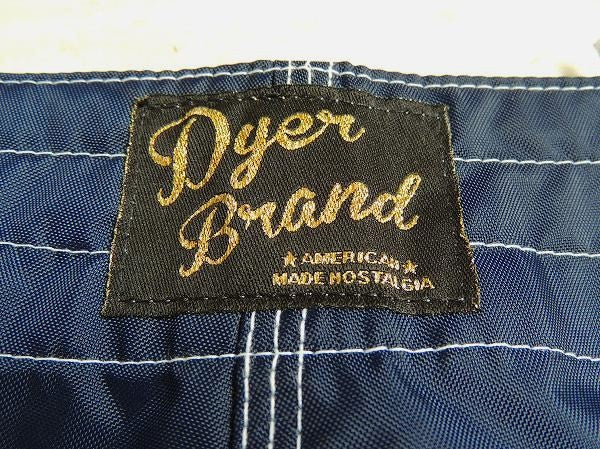 Dyer
Brand
★ AMERICAN ★
MADE NOSTALGIA